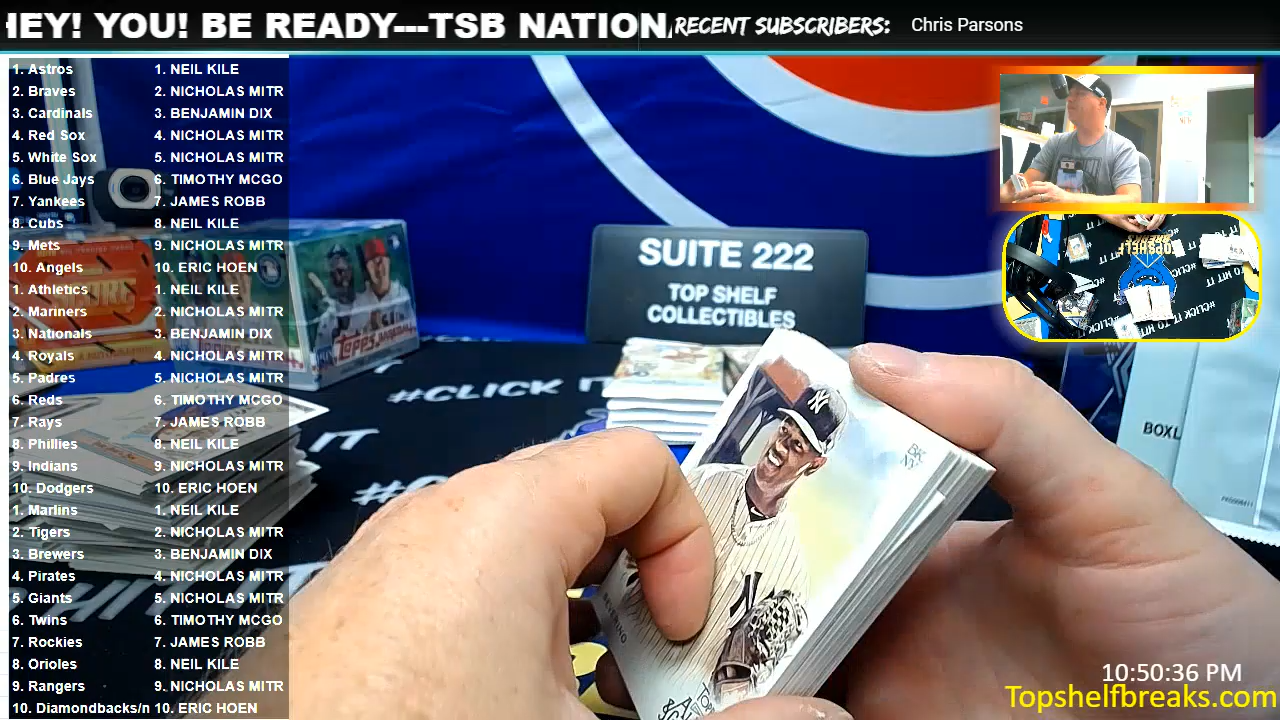 HEY! YOU! BE READY---TSB NATION
RECENT SUBSCRIBERS: Chris Parsons
1. Astros 1. NEIL KILE
2. Braves 2. NICHOLAS MITR
3. Cardinals 3. BENJAMIN DIX
4. Red Sox 4. NICHOLAS MITR
5. White Sox 5. NICHOLAS MITR
6. Blue Jays 6. TIMOTHY MCGO
7. Yankees 7. JAMES ROBB
8. Cubs 8. NEIL KILE
9. Mets 9. NICHOLAS MITR
10. Angels 10. ERIC HOEN
1. Athletics 1. NEIL KILE
2. Mariners 2. NICHOLAS MITR
3. Nationals 3. BENJAMIN DIX
4. Royals 4. NICHOLAS MITR
5. Padres 5. NICHOLAS MITR
6. Reds 6. TIMOTHY MCGO
7. Rays 7. JAMES ROBB
8. Phillies 8. NEIL KILE
9. Indians 9. NICHOLAS MITR
10. Dodgers 10. ERIC HOEN
1. Marlins 1. NEIL KILE
2. Tigers 2. NICHOLAS MITR
3. Brewers 3. BENJAMIN DIX
4. Pirates 4. NICHOLAS MITR
5. Giants 5. NICHOLAS MITR
6. Twins 6. TIMOTHY MCGO
7. Rockies 7. JAMES ROBB
8. Orioles 8. NEIL KILE
9. Rangers 9. NICHOLAS MITR
10. Diamondbacks/n 10. ERIC HOEN
SUITE 222
TOP SHELF
COLLECTIBLES
TOPPS BASEBALL
#CLICK IT
IT
NY
BOXL
10:50:36 PM
Topshelfbreaks.com